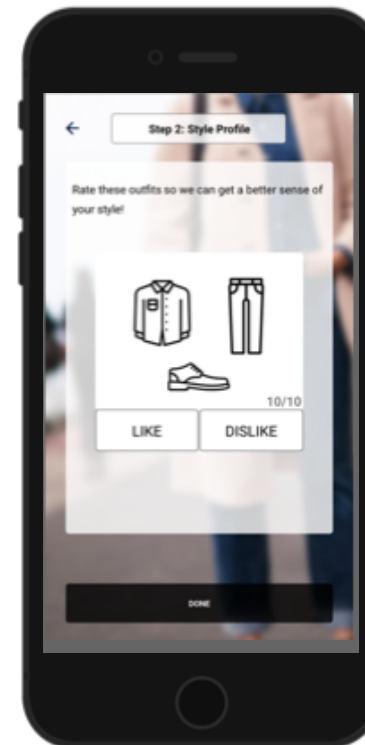 Step 2: Style Profile
Rate these outfits so we can get a better sense of
your style!
10/10
LIKE DISLIKE
DONE